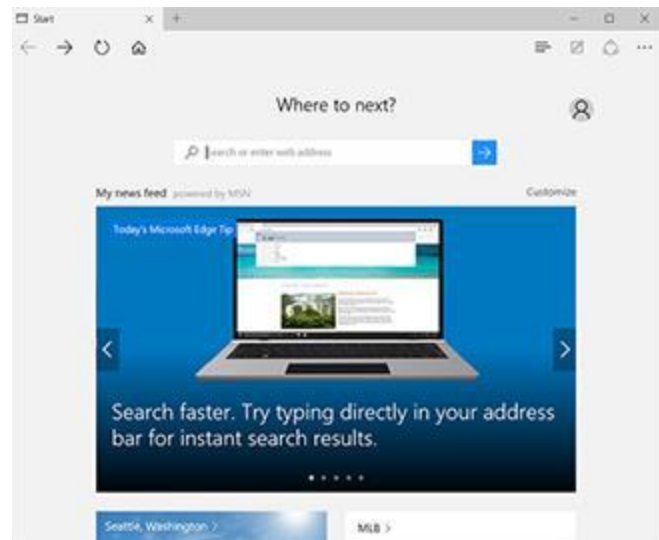 Start
Where to next?
Search or enter web address
My news feed powered by MSN
Customize
Today's Microsoft Edge Tip
Search faster. Try typing directly in your address
bar for instant search results.
Seattle, Washington >
MLB >